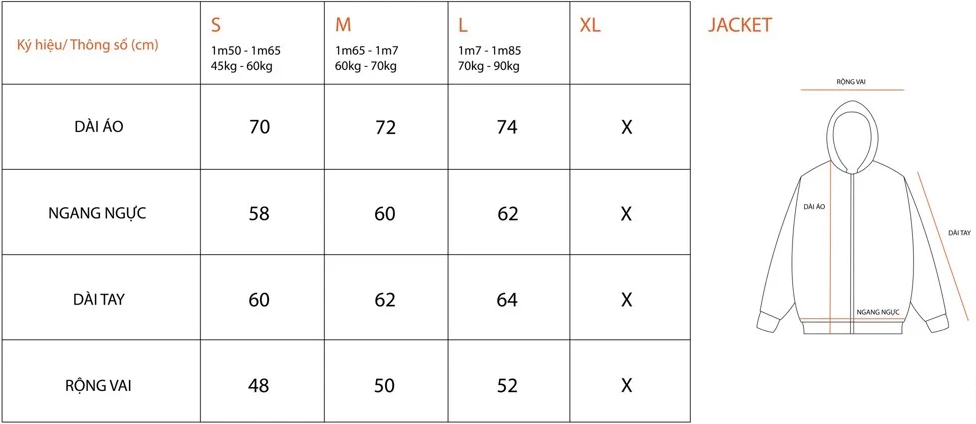 Ký hiệu/ Thông số (cm)
S
1m50 - 1m65
45kg - 60kg
M
1m65 - 1m7
60kg - 70kg
L
1m7 - 1m85
70kg - 90kg
XL
DÀI ÁO 70 72 74 X
NGANG NGỰC 58 60 62 X
DÀI TAY 60 62 64 X
RỘNG VAI 48 50 52 X
JACKET
RỘNG VAI
DÀI ÁO
DÀI TAY
NGANG NGỰC